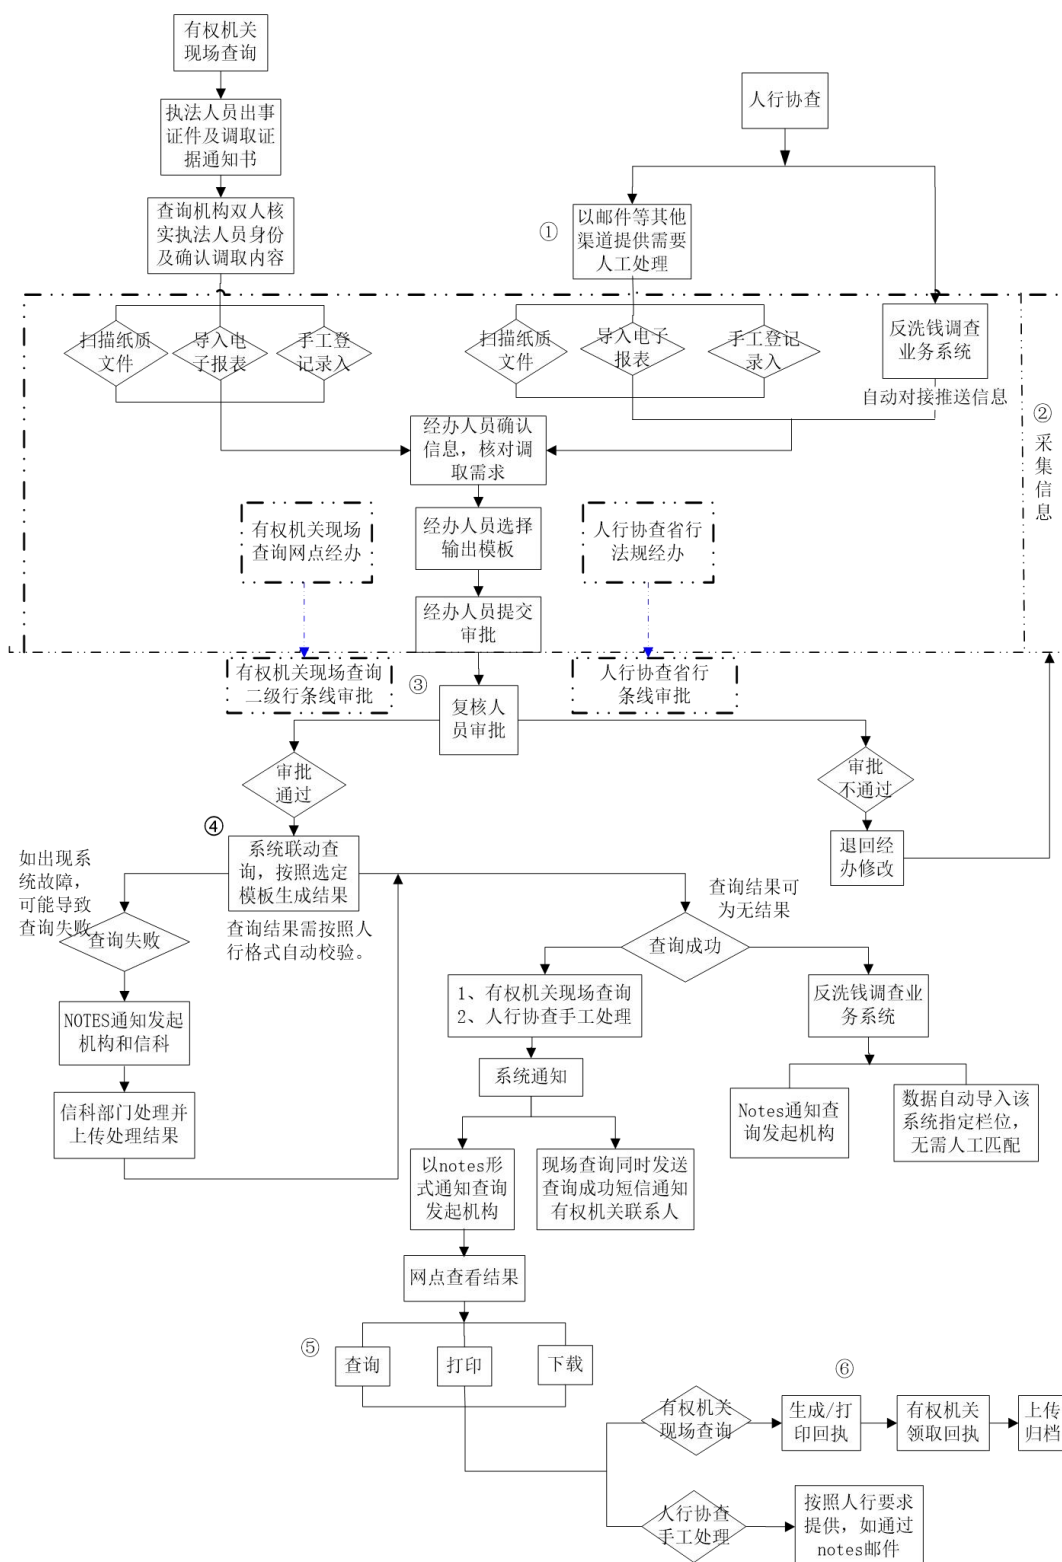 有权机关
现场查询
执法人员出事
证件及调取证
据通知书
查询机构双人核
实执法人员身份
及确认调取内容
人行协查
①
以邮件等其他
渠道提供需要
人工处理
扫描纸质
文件
导入电
子报表
手工登
记录入
扫描纸质
文件
导入电子
报表
手工登记
录入
反洗钱调查
业务系统
自动对接推送信息
②
采
集
信
息
经办人员确认
信息，核对调
取需求
有权机关现场
查询网点经办
经办人员选择
输出模板
人行协查省行
法规经办
经办人员提交
审批
有权机关现场查询
二级行条线审批
③
人行协查省行
条线审批
复核人
员审批
审批
通过
审批
不通过
④
系统联动查
询，按照选定
模板生成结果
退回经
办修改
如出现系
统故障，
可能导致
查询失败
查询结果需按照人
行格式自动校验。
查询结果可
为无结果
查询失败
查询成功
NOTES通知发起
机构和信科
1、有权机关现场查询
2、人行协查手工处理
反洗钱调查业
务系统
系统通知
信科部门处理并
上传处理结果
Notes通知查
询发起机构
数据自动导入该
系统指定栏位，
无需人工匹配
以notes形
式通知查询
发起机构
现场查询同时发送
查询成功短信通知
有权机关联系人
网点查看结果
⑤
查询
打印
下载
⑥
有权机关
现场查询
生成/打
印回执
有权机关
领取回执
上传
归档
人行协查
手工处理
按照人行要求
提供，如通过
notes邮件